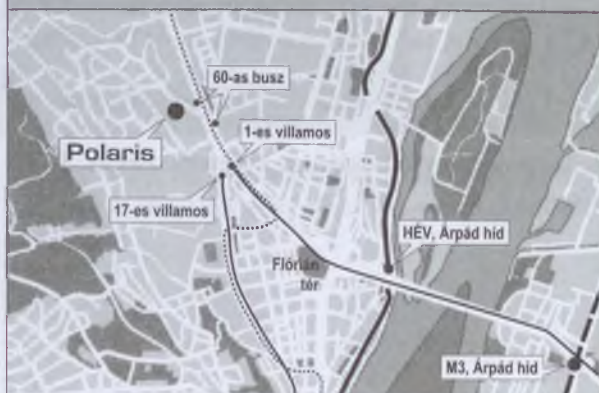 60-as busz
Polaris
1-es villamos
17-es villamos
HÉV, Árpád híd
Flórián
tér
M3, Árpád híd